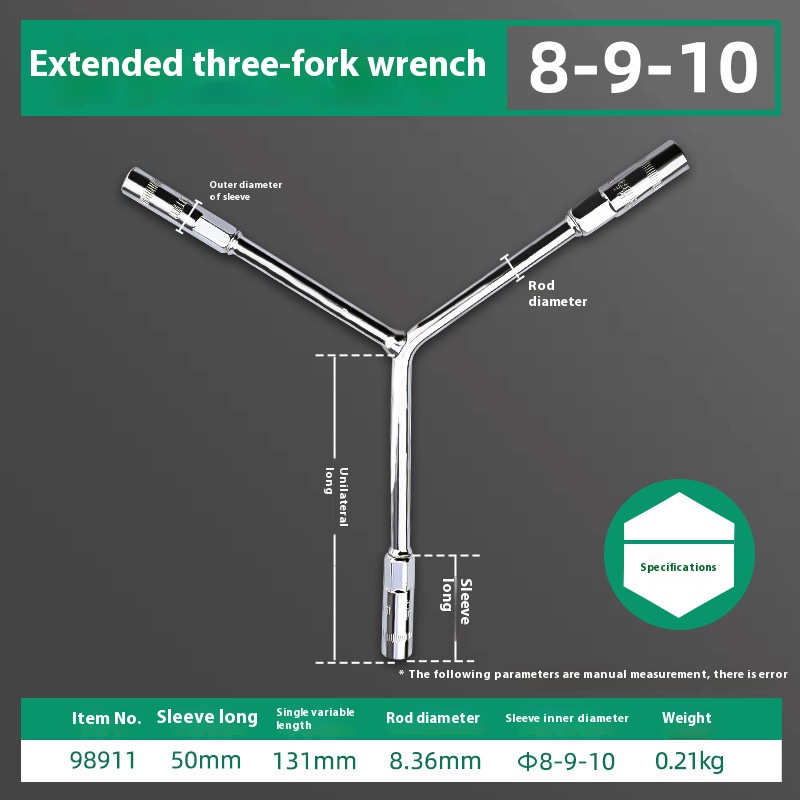 Extended three-fork wrench
8-9-10
Outer diameter
of sleeve
Rod
diameter
Unilateral
long
Sleeve
long
Specifications
* The following parameters are manual measurement, there is error
Item No. Sleeve long Single variable length Rod diameter Sleeve inner diameter Weight
98911 50mm 131mm 8.36mm Φ8-9-10 0.21kg